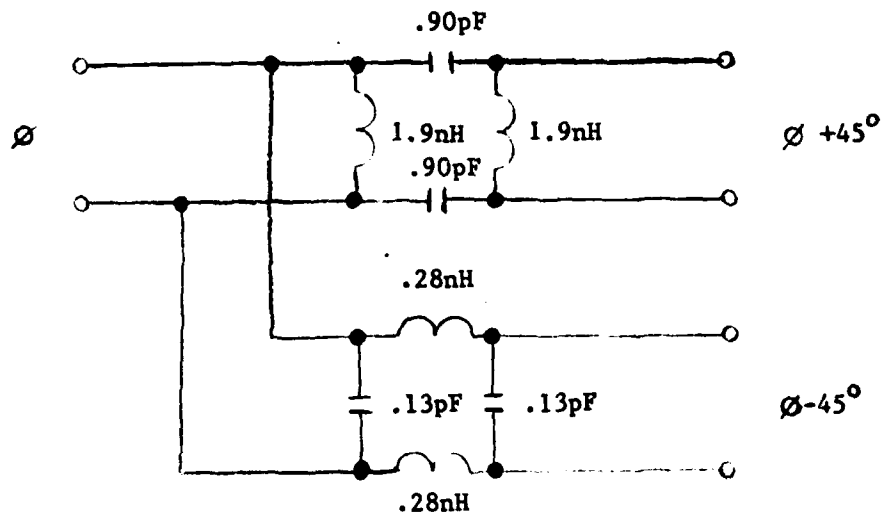 .90pF
Ø 1.9nH 1.9nH Ø +45°
.90pF
.28nH
.13pF .13pF Ø-45°
.28nH